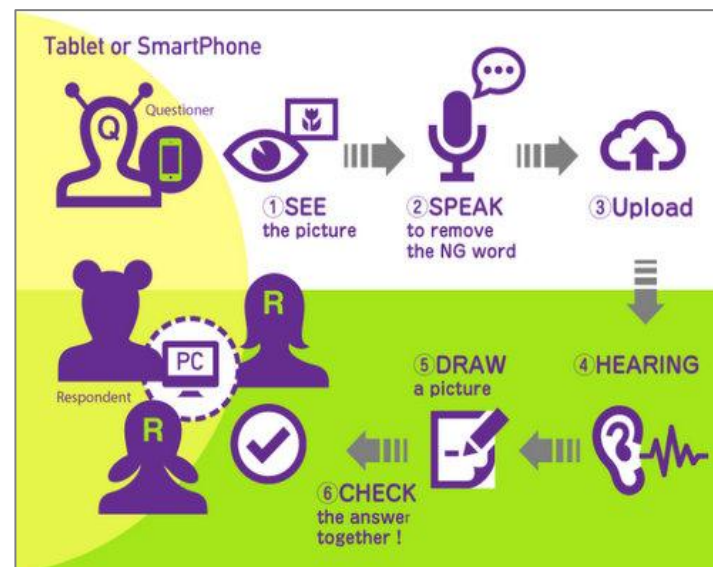 Tablet or SmartPhone
Questioner
Q
①SEE
the picture
②SPEAK
to remove
the NG word
③Upload
④HEARING
⑤DRAW
a picture
⑥CHECK
the answer
together !
R
PC
Respondent
R